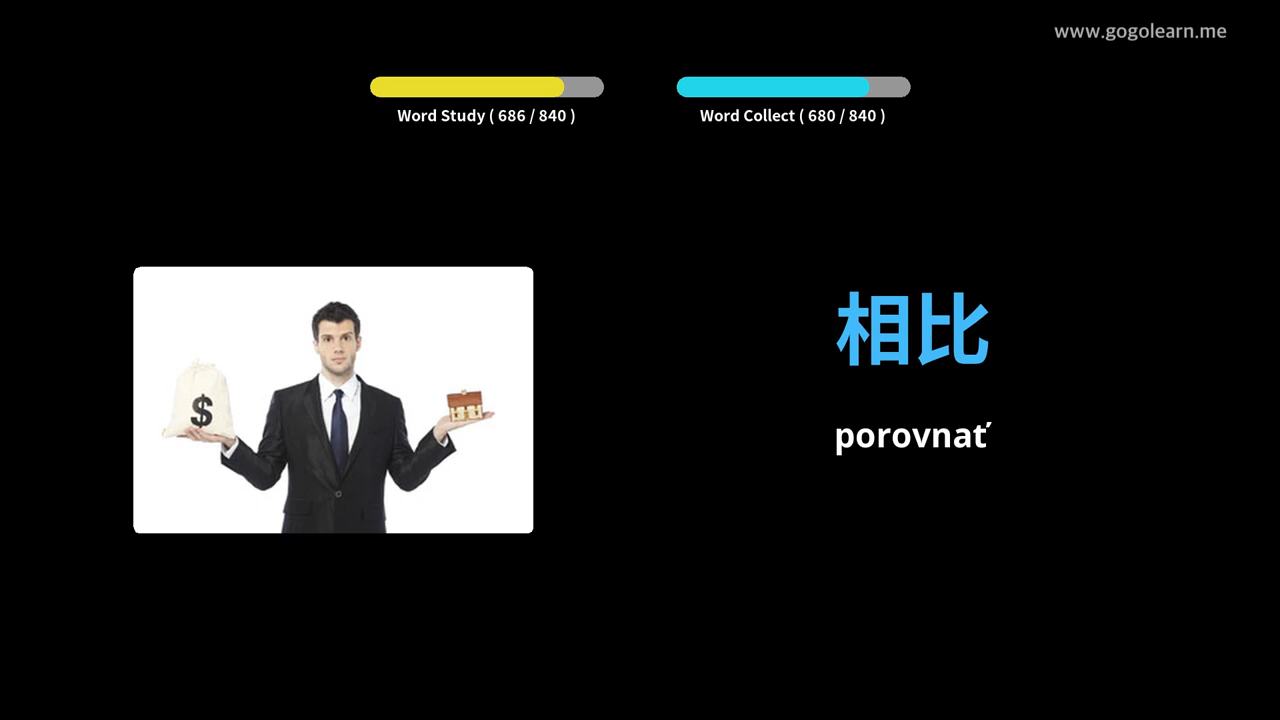 www.gogolearn.me
Word Study ( 686 / 840 )
Word Collect ( 680 / 840 )
$
相比
porovnať